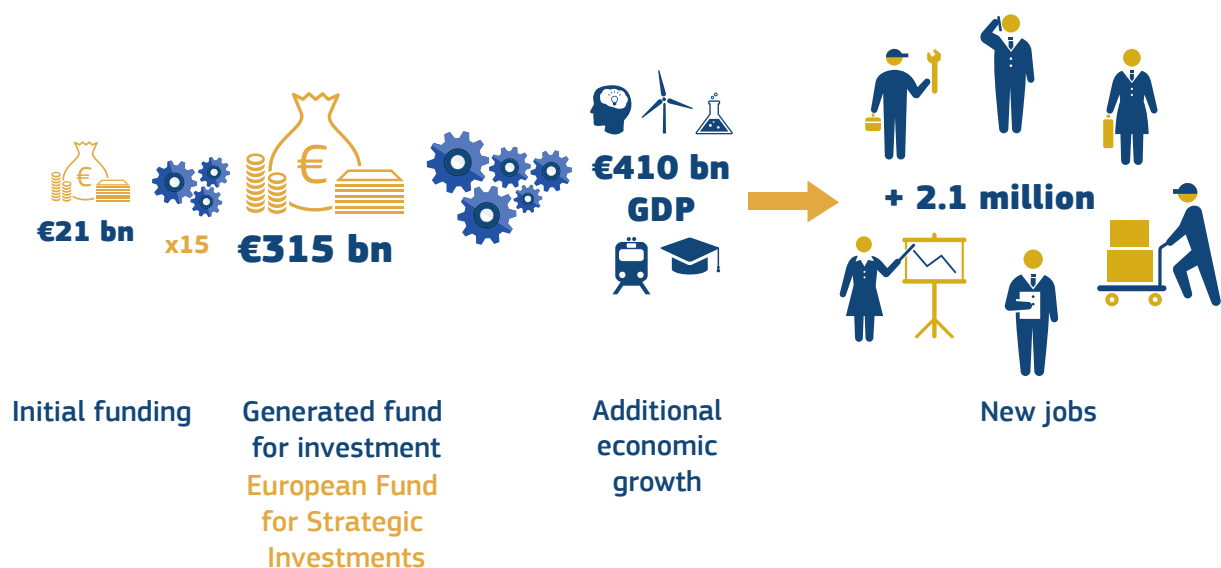 €
€21 bn
x15
€
€315 bn
€410 bn
GDP
+ 2.1 million
Initial funding
Generated fund
for investment
European Fund
for Strategic
Investments
Additional
economic
growth
New jobs